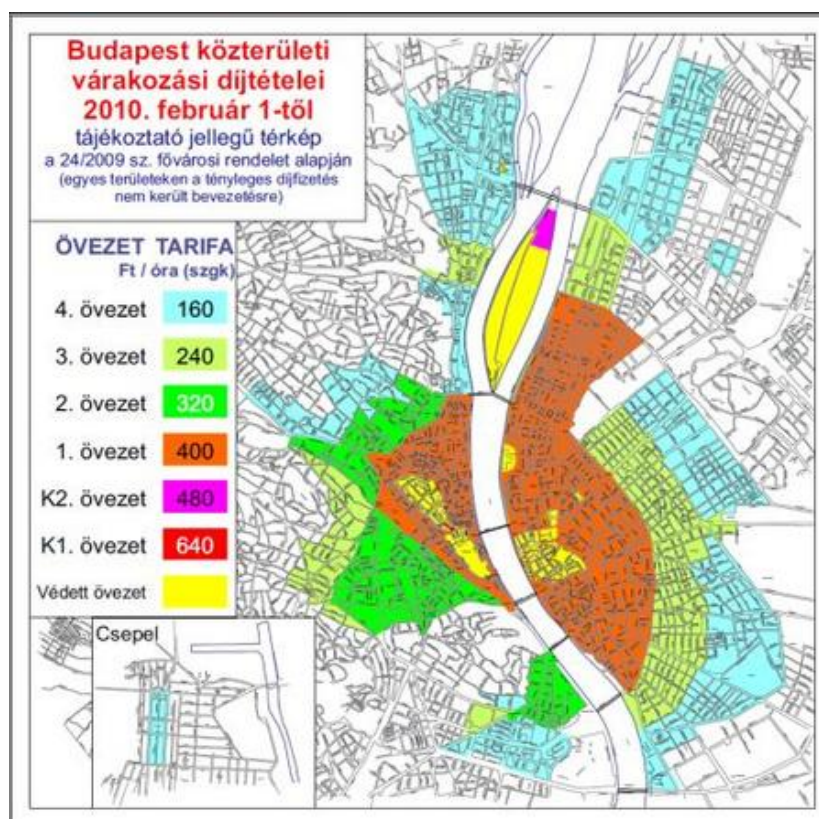 Budapest közterületi
várakozási díjtételei
2010. február 1-től
tájékoztató jellegű térkép
a 24/2009 sz. fővárosi rendelet alapján
(egyes területeken a tényleges díjfizetés
nem került bevezetésre)
ÖVEZET TARIFA
Ft / óra (szgk)
4. övezet 160
3. övezet 240
2. övezet 320
1. övezet 400
K2. övezet 480
K1. övezet 640
Védett övezet
Csepel